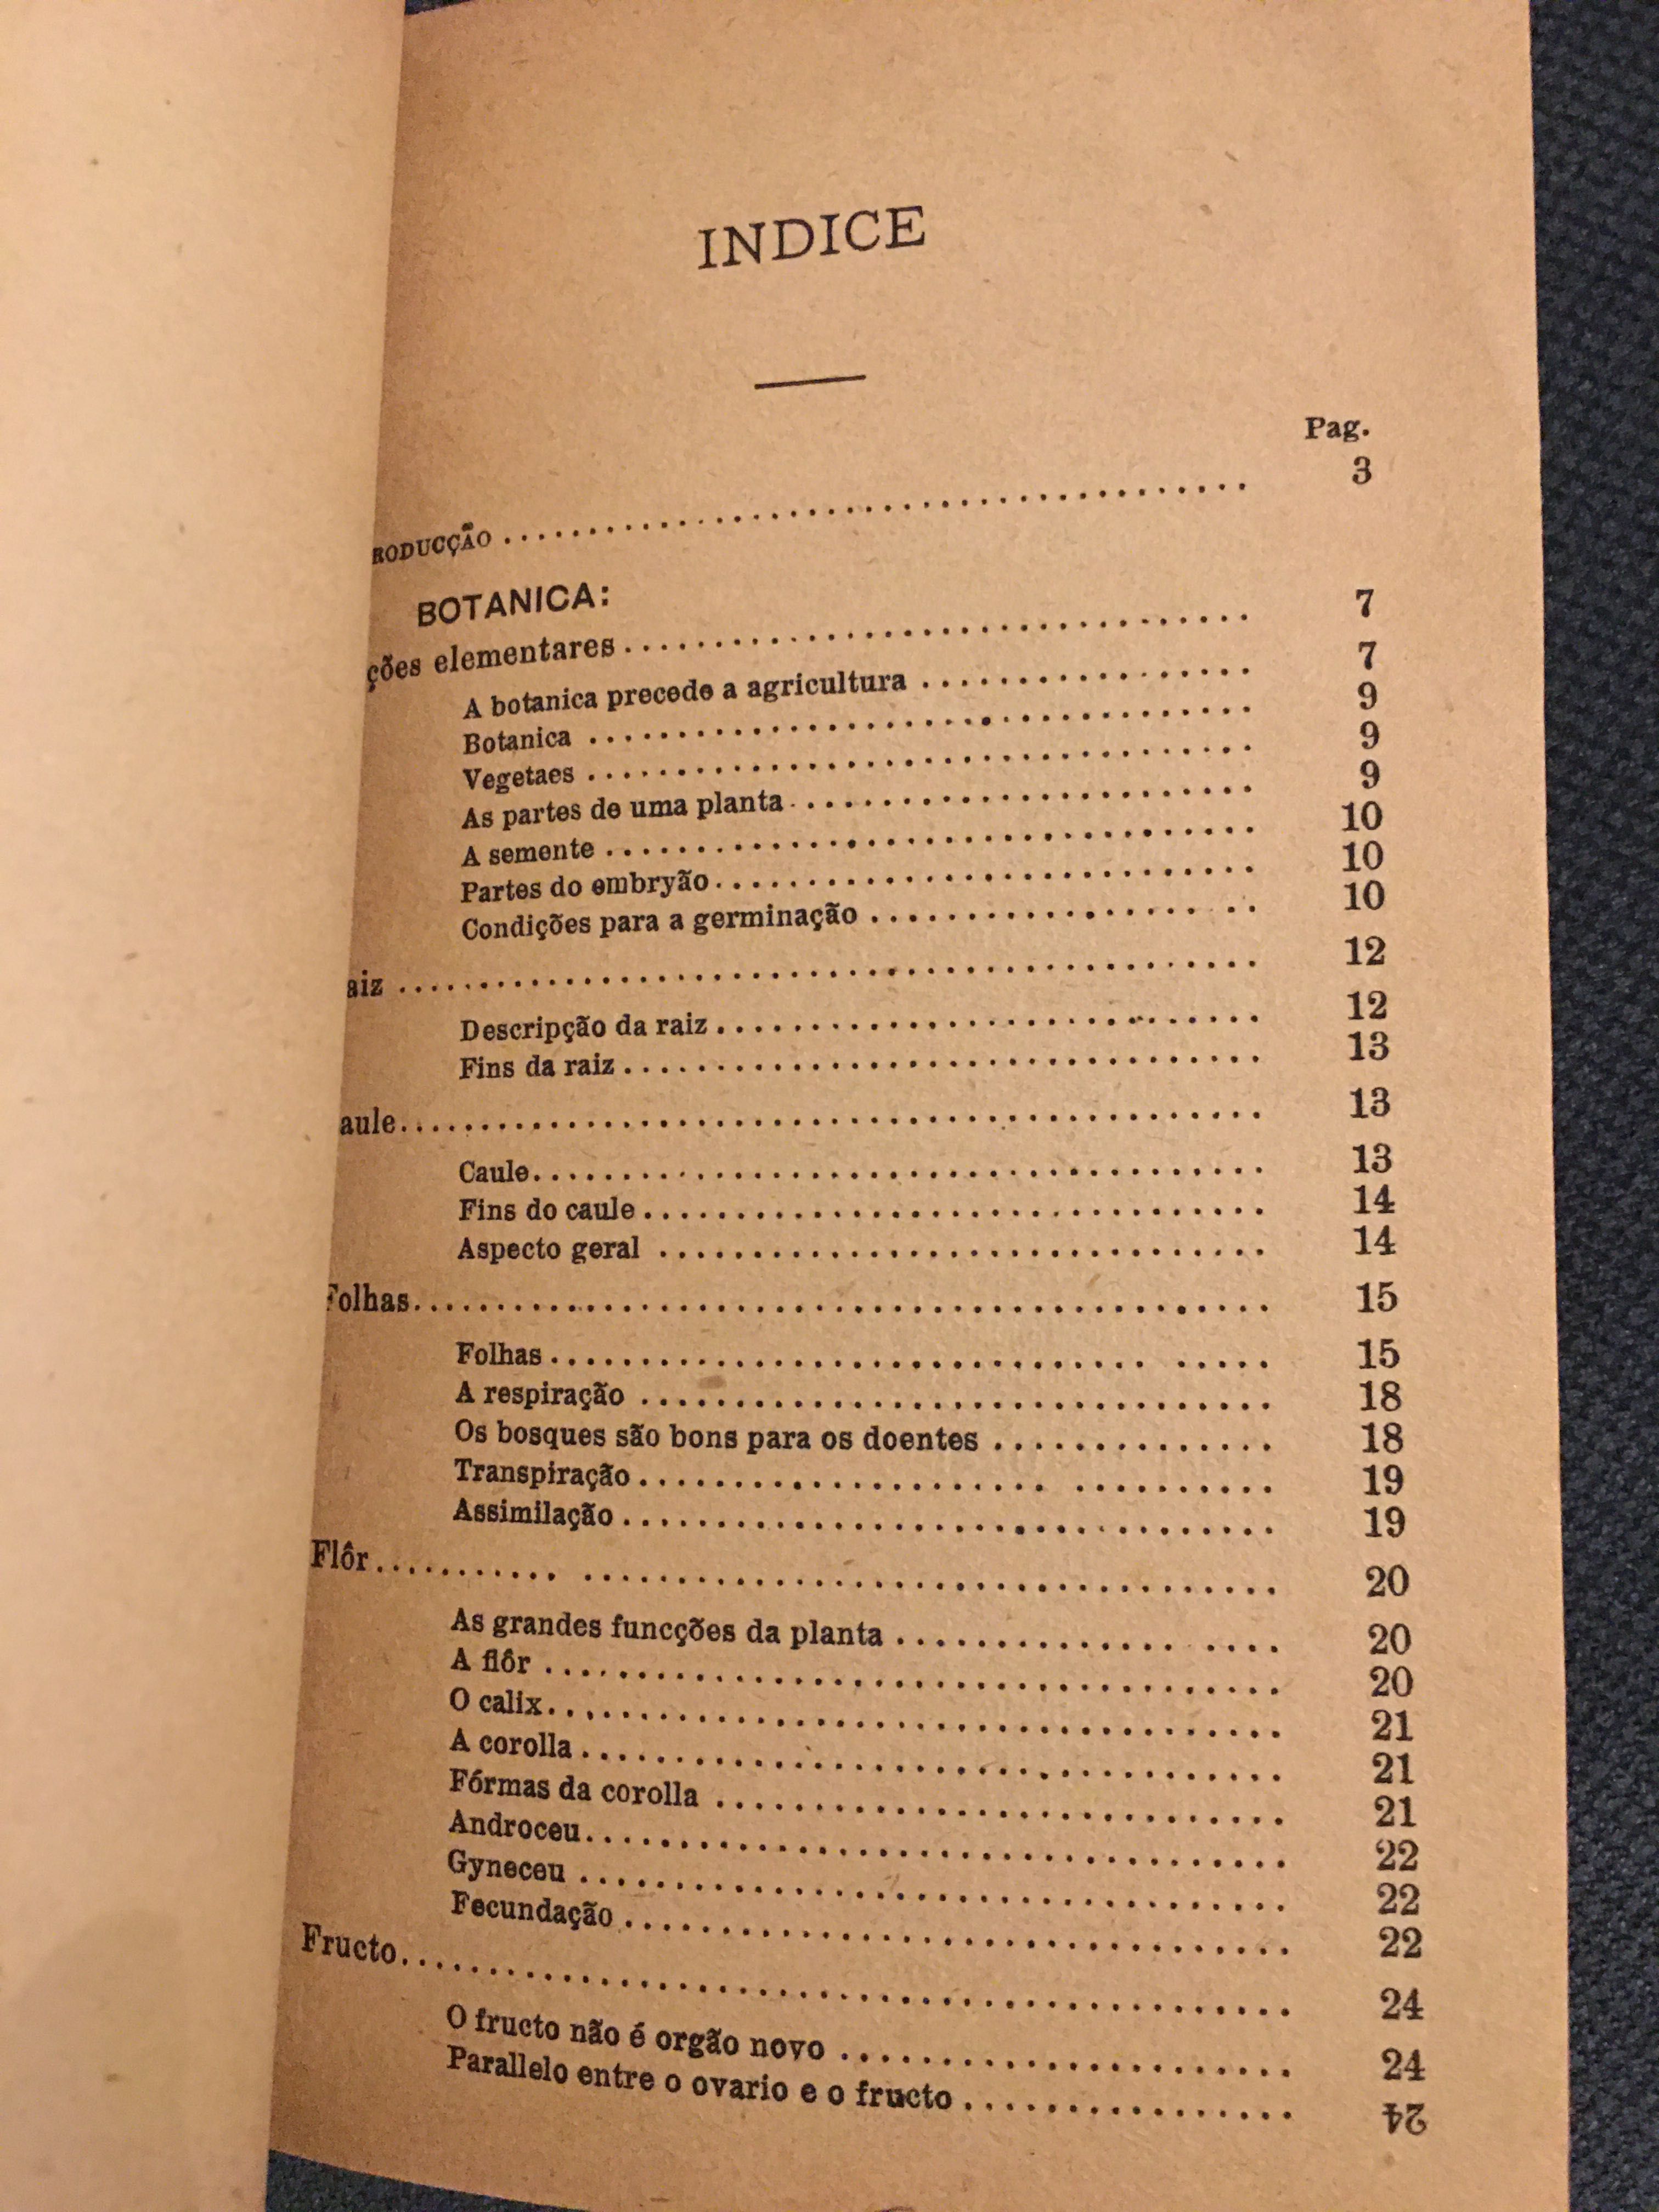 INDICE
Pag.
RODUCÇÃO ........................................ 3
BOTANICA:
ções elementares ................................. 7
A botanica precede a agricultura ................. 7
Botanica ................................... 9
Vegetaes ................................... 9
As partes de uma planta ........................ 9
A semente ................................... 10
Partes do embryão .............................. 10
Condições para a germinação ................... 10
aiz .............................................. 12
Descripção da raiz .............................. 12
Fins da raiz ................................... 13
aule .............................................. 13
Caule ........................................ 13
Fins do caule ................................... 14
Aspecto geral ................................. 14
Folhas ............................................ 15
Folhas ........................................ 15
A respiração ................................... 18
Os bosques são bons para os doentes .............. 18
Transpiração ................................... 19
Assimilação ................................... 19
Flôr ............................................... 20
As grandes funcções da planta .................. 20
A flôr ........................................ 20
O calix ........................................ 21
A corolla ...................................... 21
Fórmas da corolla .............................. 21
Androceu ...................................... 22
Gyneceu ...................................... 22
Fecundação .................................... 22
Fructo ............................................. 24
O fructo não é orgão novo ....................... 24
Parallelo entre o ovario e o fructo ................. 24